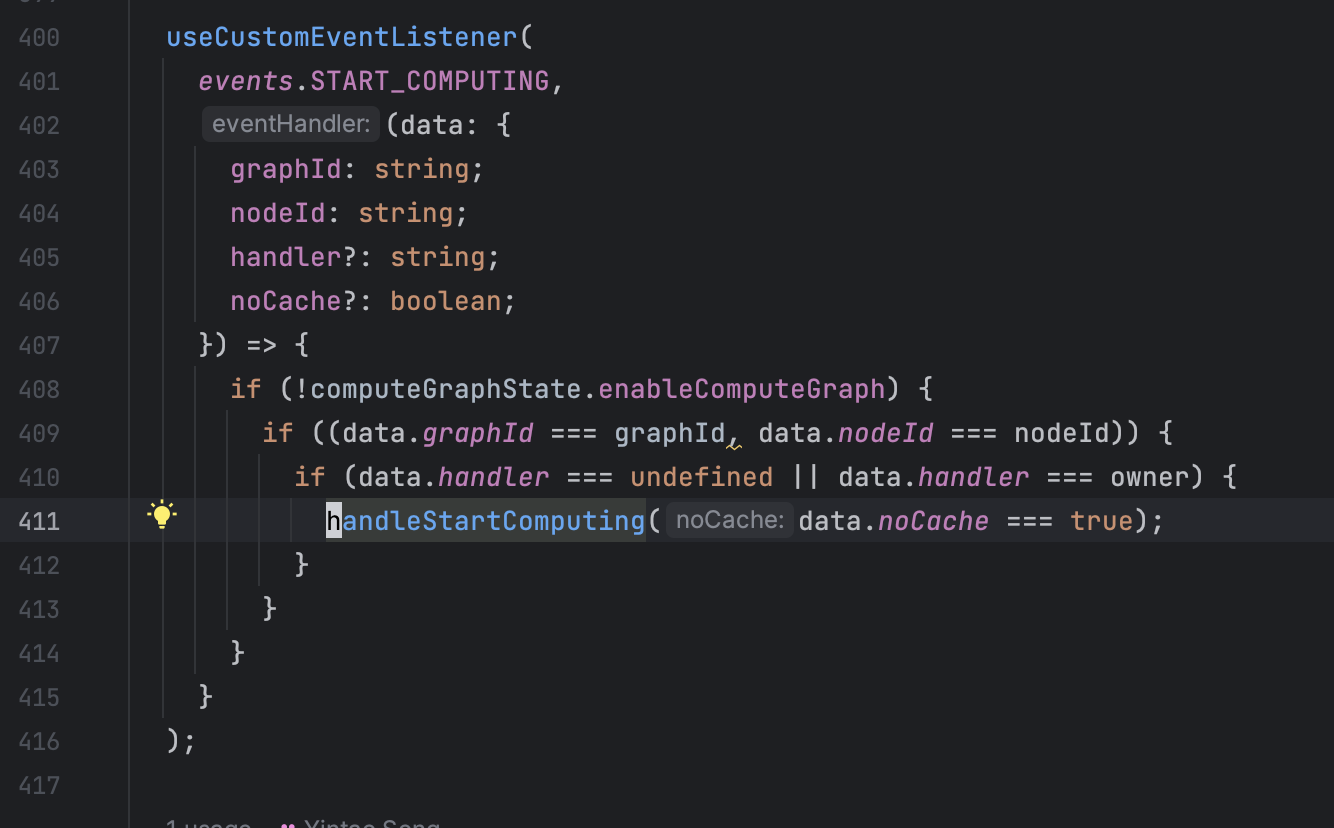 400 useCustomEventListener(
401 events.START_COMPUTING,
402 eventHandler: (data: {
403 graphId: string;
404 nodeId: string;
405 handler?: string;
406 noCache?: boolean;
407 }) => {
408 if (!computeGraphState.enableComputeGraph) {
409 if ((data.graphId === graphId, data.nodeId === nodeId)) {
410 if (data.handler === undefined || data.handler === owner) {
411 handleStartComputing( noCache: data.noCache === true);
412 }
413 }
414 }
415 }
416 );
417
1 usage Yintao Song